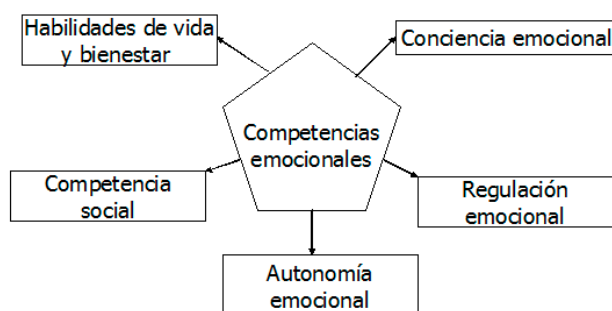 Habilidades de vida
y bienestar
Conciencia emocional
Competencias
emocionales
Competencia
social
Regulación
emocional
Autonomía
emocional